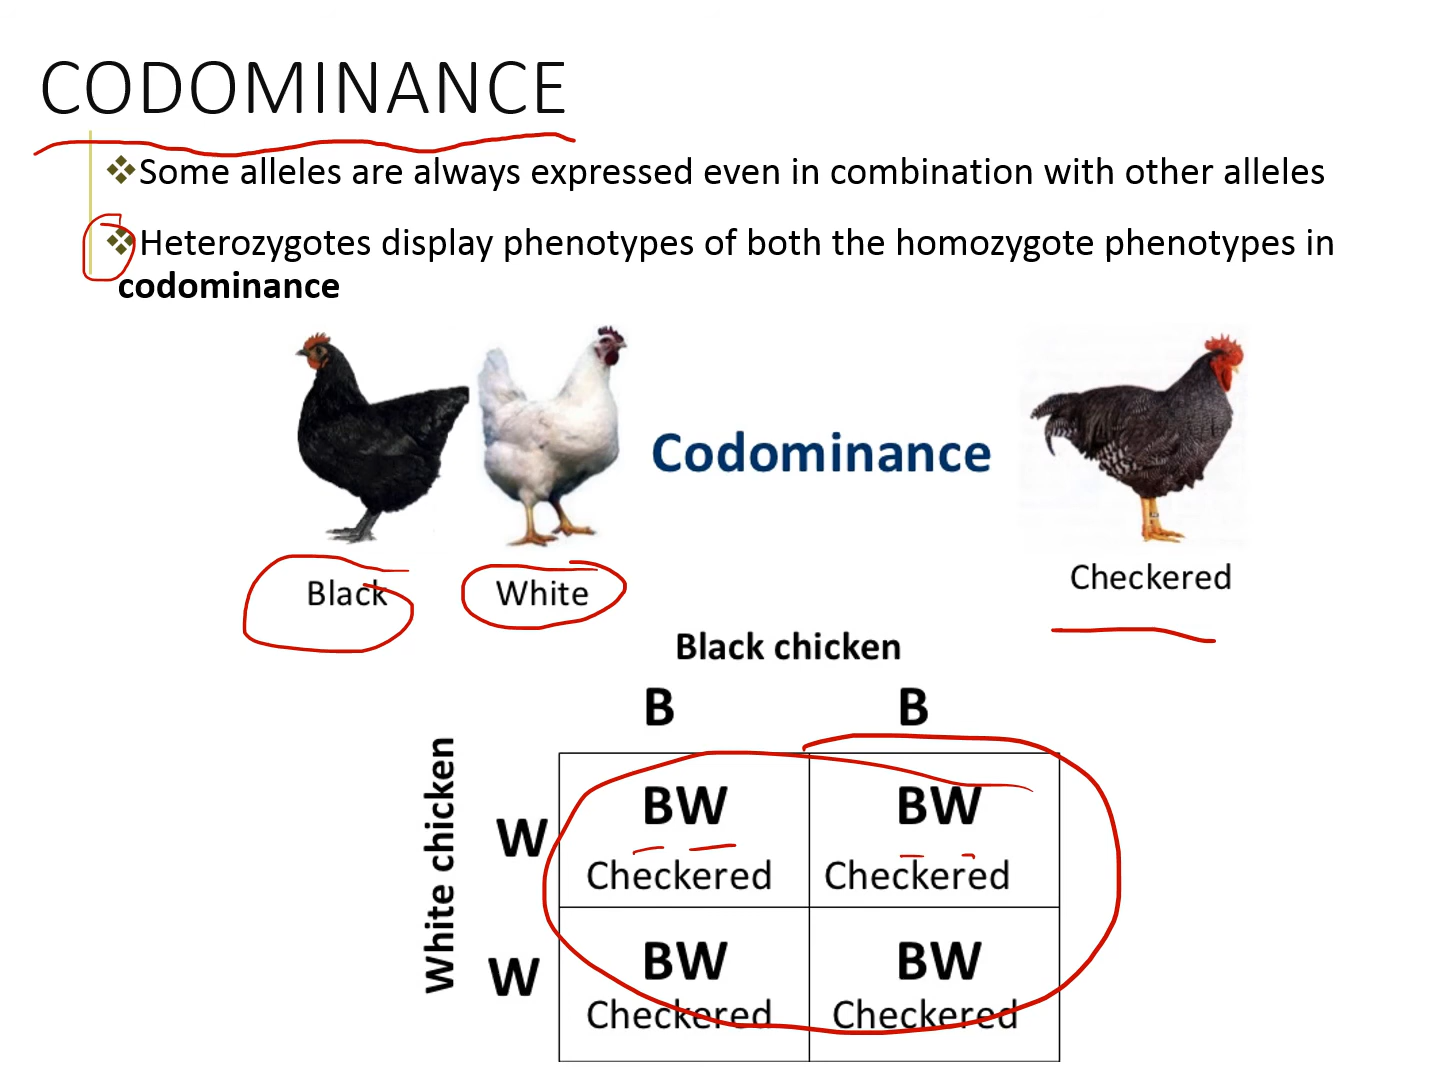 CODOMINANCE
Some alleles are always expressed even in combination with other alleles
Heterozygotes display phenotypes of both the homozygote phenotypes in
codominance
Codominance
Black White Checkered
Black chicken
B B
White chicken
W BW BW
Checkered Checkered
W BW BW
Checkered Checkered